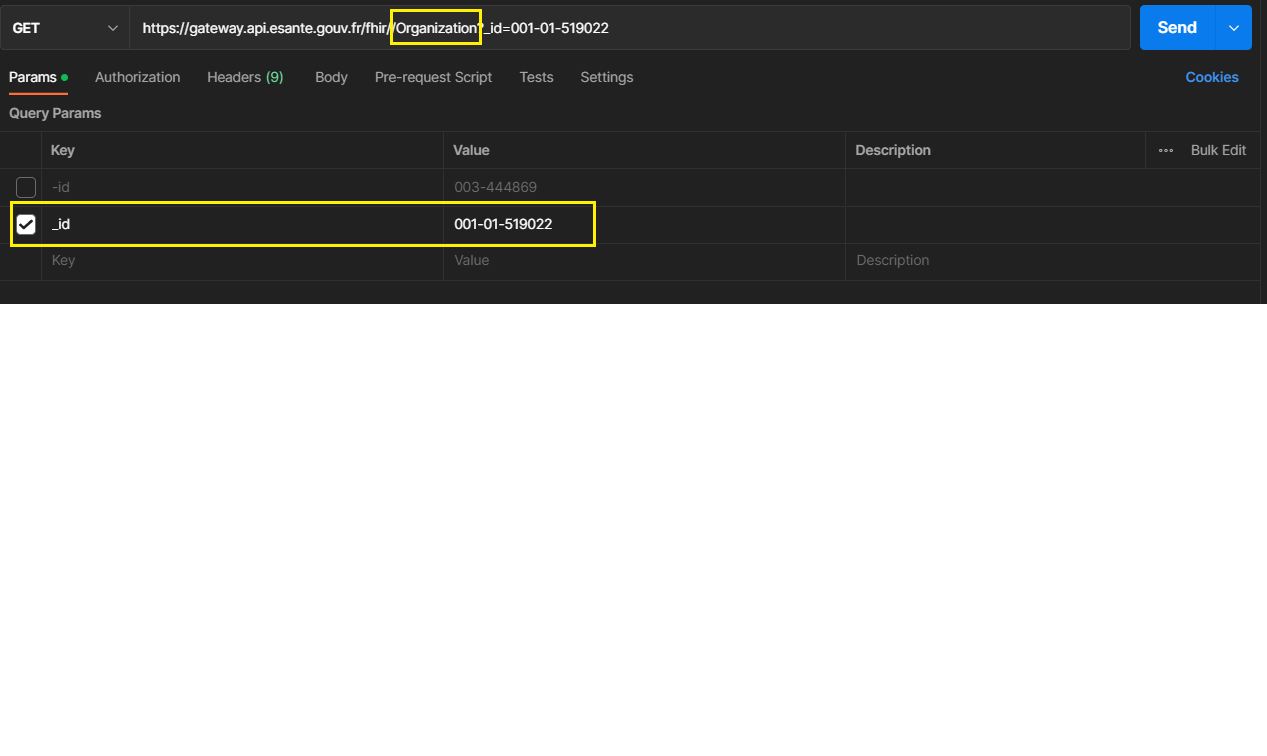 GET https://gateway.api.esante.gouv.fr/fhir//Organization?_id=001-01-519022 Send
Params Authorization Headers (9) Body Pre-request Script Tests Settings Cookies
Query Params
Key Value Description ••• Bulk Edit
-id 003-444869
_id 001-01-519022
Key Value Description